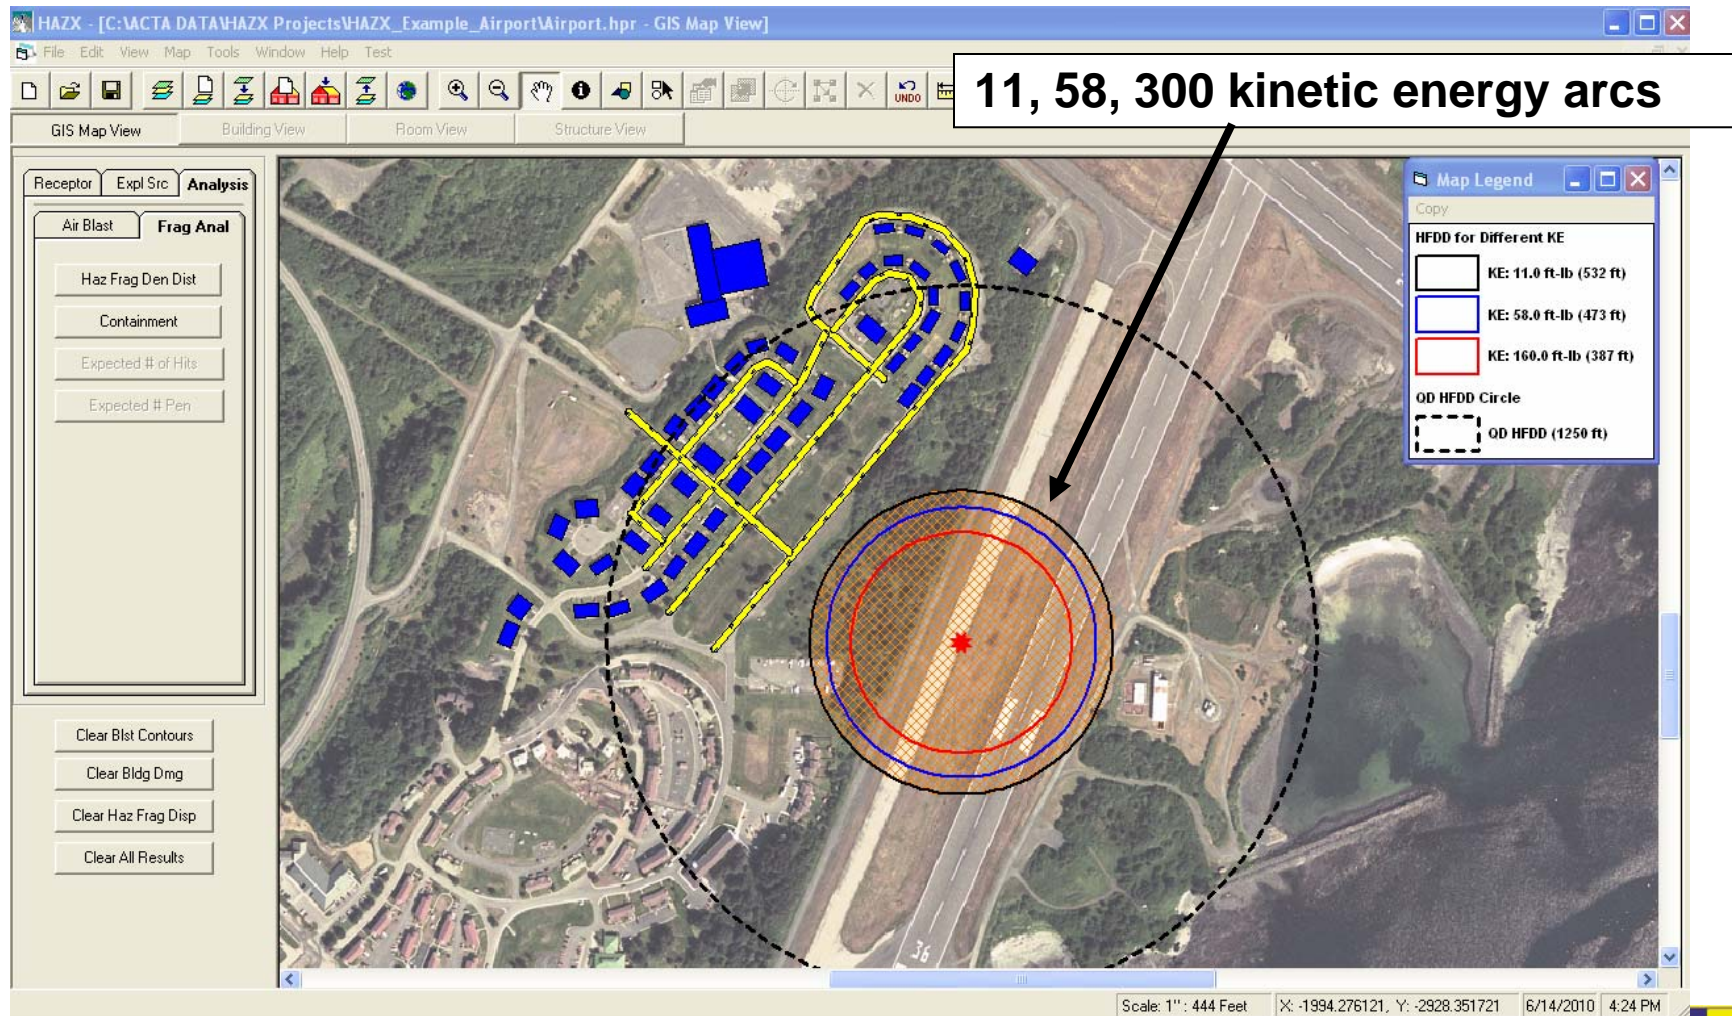 HAZX - [C:\ACTA DATA\HAZX Projects\HAZX_Example_Airport\Airport.hpr - GIS Map View]
File Edit View Map Tools Window Help Test
11, 58, 300 kinetic energy arcs
UNDO
GIS Map View Building View Room View Structure View
Receptor Expl Src Analysis
Air Blast Frag Anal
Haz Frag Den Dist
Containment
Expected # of Hits
Expected # Pen
Clear Blst Contours
Clear Bldg Dmg
Clear Haz Frag Disp
Clear All Results
Map Legend
Copy
HFDD for Different KE
KE: 11.0 ft-lb (532 ft)
KE: 58.0 ft-lb (473 ft)
KE: 160.0 ft-lb (387 ft)
QD HFDD Circle
QD HFDD (1250 ft)
36
Scale: 1" : 444 Feet X: -1994.276121, Y: -2928.351721 6/14/2010 4:24 PM